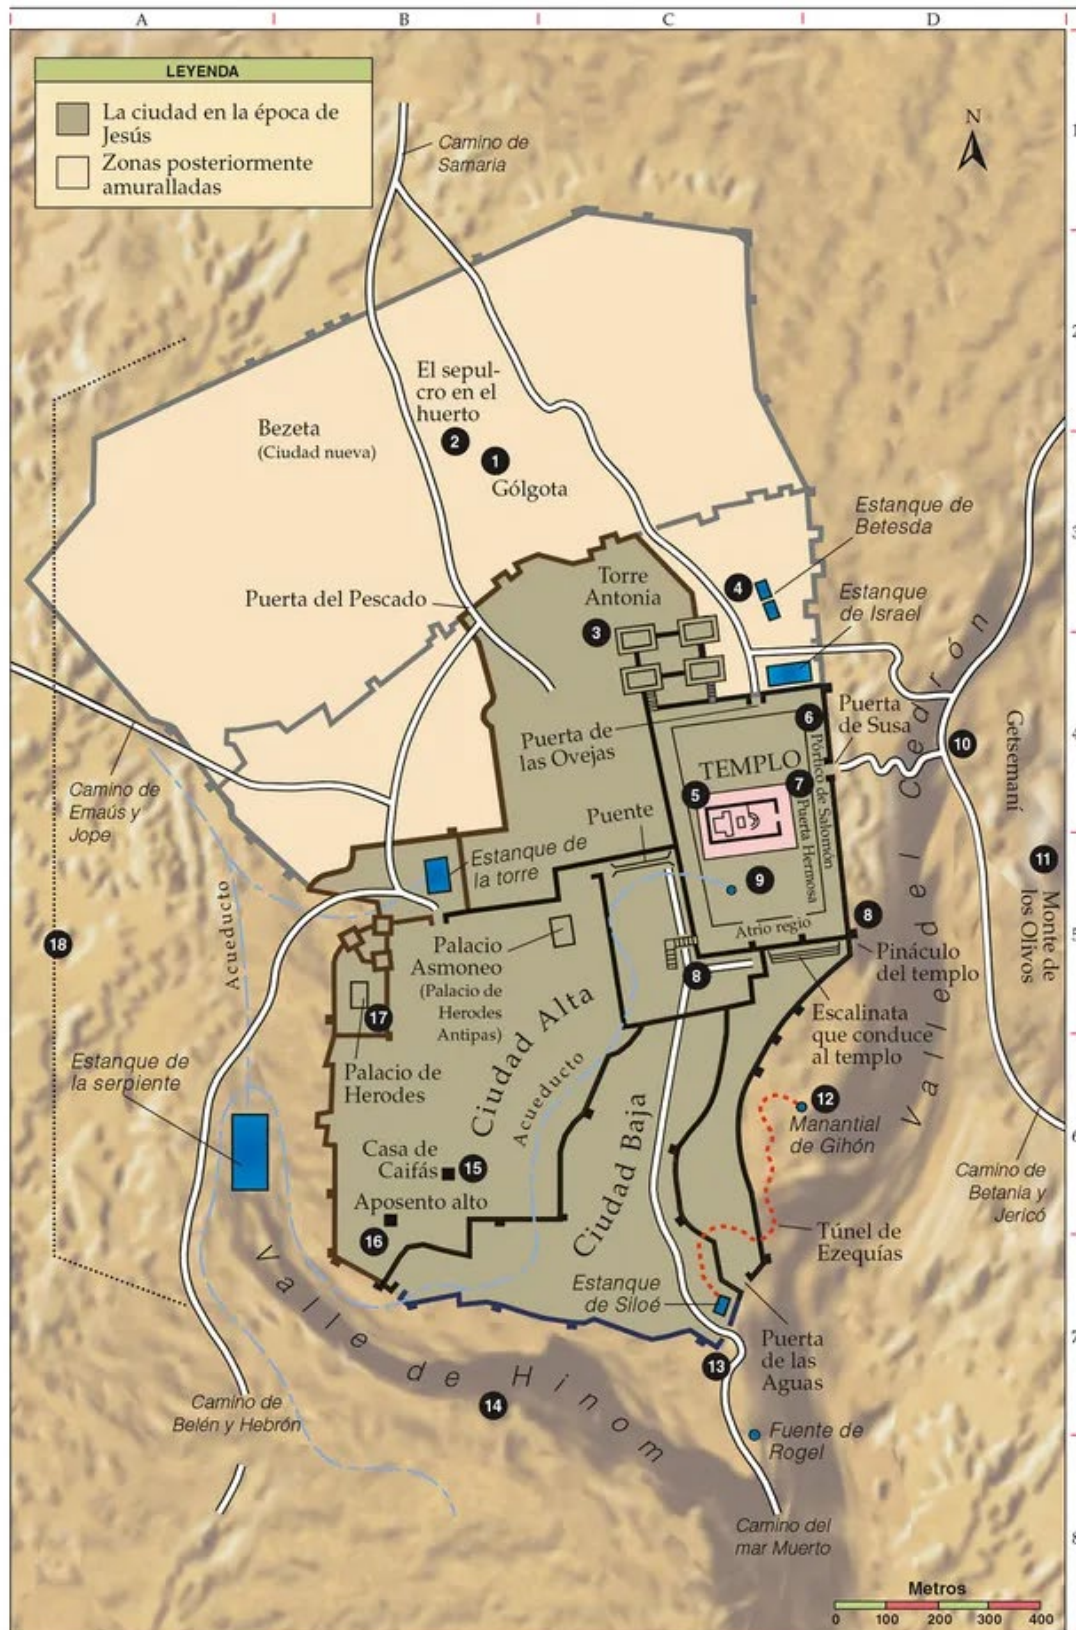 A
B
C
D
LEYENDA
La ciudad en la época de
Jesús
Zonas posteriormente
amuralladas
Camino de
Samaria
N
1
2
El sepul-
cro en el
huerto
2
1
Gólgota
Bezeta
(Ciudad nueva)
3
Estanque de
Betesda
4
Torre
Antonia
3
Estanque
de Israel
Puerta del Pescado
Puerta
de Susa
6
Puerta de
las Ovejas
10
Getsemaní
4
TEMPLO
5
7
Pórtico de Salomón
Puerta Hermosa
Camino de
Emaús y
Jope
Puente
Estanque de
la torre
9
11
Monte de
los Olivos
Acueducto
18
Atrio regio
8
5
Pináculo
del templo
Palacio
Asmoneo
(Palacio de
Herodes
Antipas)
8
17
Ciudad Alta
Escalinata
que conduce
al templo
Valle del Cedrón
Estanque de
la serpiente
Palacio de
Herodes
Acueducto
Ciudad Baja
12
Manantial
de Gihón
6
Casa de
Caifás
15
Camino de
Betania y
Jericó
Aposento alto
16
Túnel de
Ezequías
Estanque
de Siloé
Valle de Hinom
13
Puerta
de las
Aguas
7
Camino de
Belén y Hebrón
14
Fuente de
Rogel
Camino del
mar Muerto
8
Metros
0 100 200 300 400